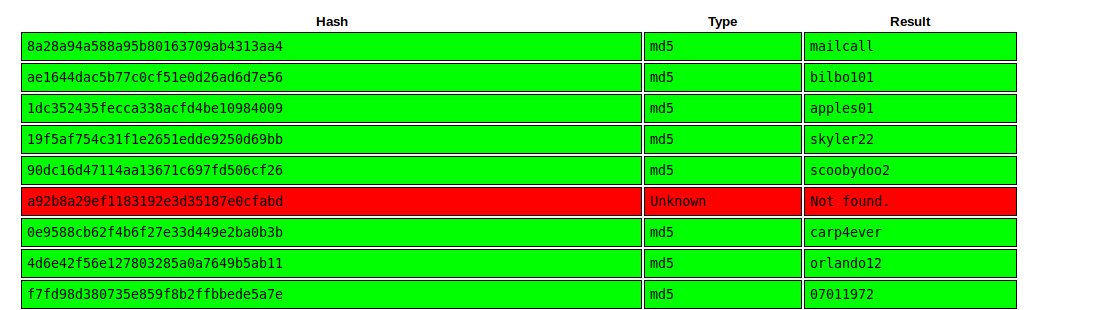 Hash Type Result
8a28a94a588a95b80163709ab4313aa4 md5 mailcall
ae1644dac5b77c0cf51e0d26ad6d7e56 md5 bilbo101
1dc352435fecca338acfd4be10984009 md5 apples01
19f5af754c31f1e2651edde9250d69bb md5 skyler22
90dc16d47114aa13671c697fd506cf26 md5 scoobydoo2
a92b8a29ef1183192e3d35187e0cfabd Unknown Not found.
0e9588cb62f4b6f27e33d449e2ba0b3b md5 carp4ever
4d6e42f56e127803285a0a7649b5ab11 md5 orlando12
f7fd98d380735e859f8b2ffbbede5a7e md5 07011972